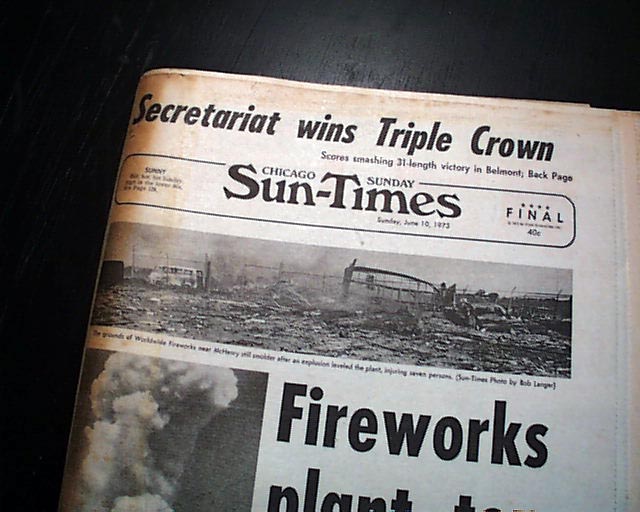 Secretariat wins Triple Crown
Scores smashing 31-length victory in Belmont; Back Page
SUNNY
CHICAGO SUNDAY
Sun-Times
Sunday, June 10, 1973
FINAL
40c
The grounds of Worldwide Fireworks near McHenry still smolder after an explosion leveled the plant, injuring seven persons. (Sun-Times Photo by Bob Langer)
Fireworks
plant